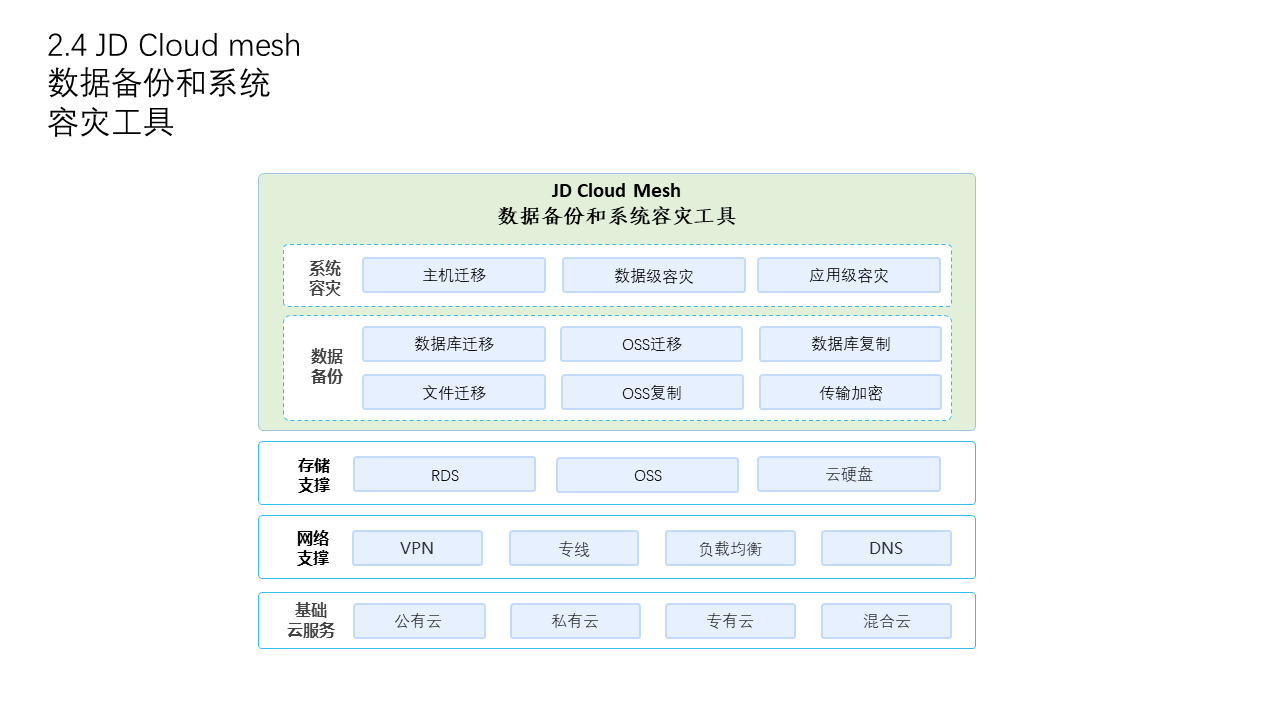 2.4 JD Cloud mesh
数据备份和系统
容灾工具
JD Cloud Mesh
数据备份和系统容灾工具
系统
容灾
主机迁移
数据级容灾
应用级容灾
数据
备份
数据库迁移
OSS迁移
数据库复制
文件迁移
OSS复制
传输加密
存储
支撑
RDS
OSS
云硬盘
网络
支撑
VPN
专线
负载均衡
DNS
基础
云服务
公有云
私有云
专有云
混合云